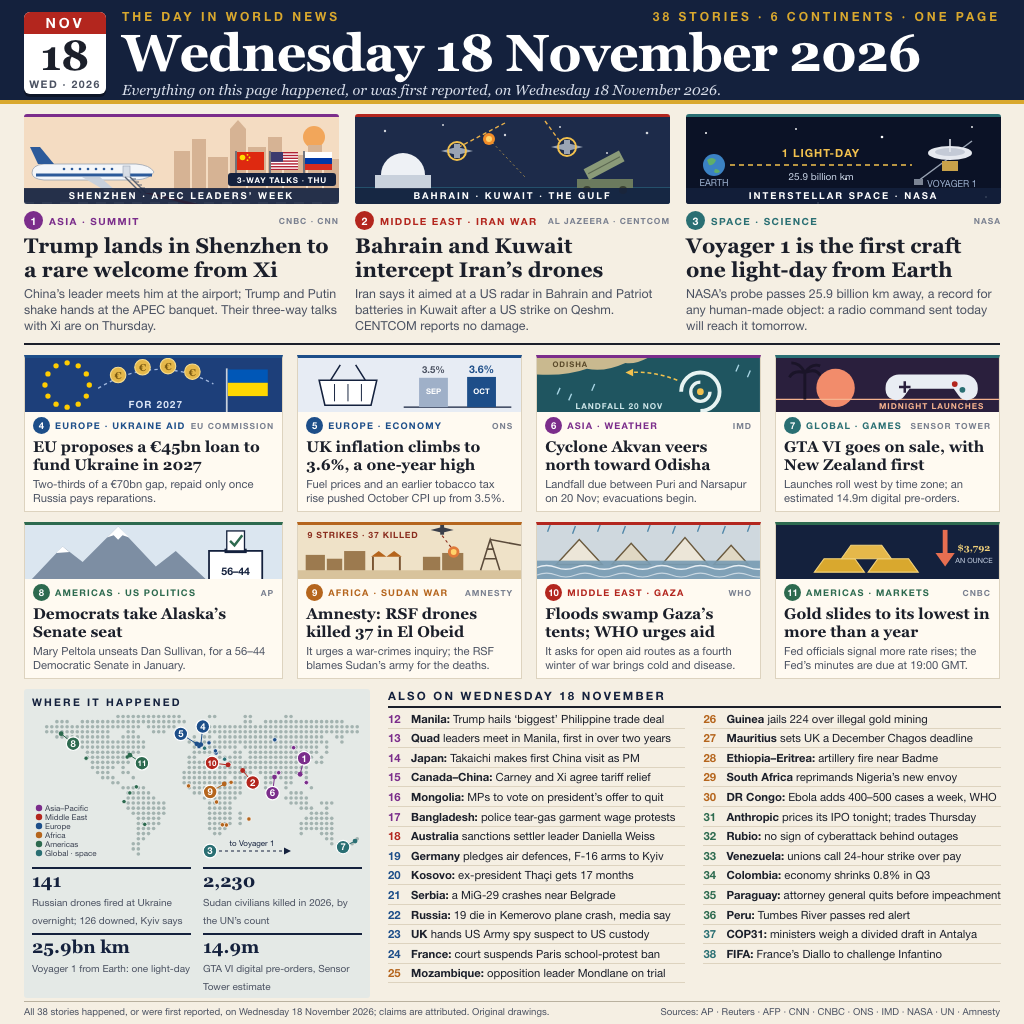 NOV
18
WED · 2026
THE DAY IN WORLD NEWS
38 STORIES · 6 CONTINENTS · ONE PAGE
Wednesday 18 November 2026
Everything on this page happened, or was first reported, on Wednesday 18 November 2026.
3-WAY TALKS · THU
SHENZHEN · APEC LEADERS’ WEEK
1 ASIA · SUMMIT
CNBC · CNN
Trump lands in Shenzhen to
a rare welcome from Xi
China’s leader meets him at the airport; Trump and Putin
shake hands at the APEC banquet. Their three-way talks
with Xi are on Thursday.
BAHRAIN · KUWAIT · THE GULF
2 MIDDLE EAST · IRAN WAR
AL JAZEERA · CENTCOM
Bahrain and Kuwait
intercept Iran’s drones
Iran says it aimed at a US radar in Bahrain and Patriot
batteries in Kuwait after a US strike on Qeshm.
CENTCOM reports no damage.
1 LIGHT-DAY
25.9 billion km
EARTH
VOYAGER 1
INTERSTELLAR SPACE · NASA
3 SPACE · SCIENCE
NASA
Voyager 1 is the first craft
one light-day from Earth
NASA’s probe passes 25.9 billion km away, a record for
any human-made object: a radio command sent today
will reach it tomorrow.
€ € € €
FOR 2027
4 EUROPE · UKRAINE AID
EU COMMISSION
EU proposes a €45bn loan to
fund Ukraine in 2027
Two-thirds of a €70bn gap, repaid only once
Russia pays reparations.
3.5%
3.6%
SEP
OCT
5 EUROPE · ECONOMY
ONS
UK inflation climbs to
3.6%, a one-year high
Fuel prices and an earlier tobacco tax
rise pushed October CPI up from 3.5%.
ODISHA
LANDFALL 20 NOV
6 ASIA · WEATHER
IMD
Cyclone Akvan veers
north toward Odisha
Landfall due between Puri and Narsapur
on 20 Nov; evacuations begin.
MIDNIGHT LAUNCHES
7 GLOBAL · GAMES
SENSOR TOWER
GTA VI goes on sale, with
New Zealand first
Launches roll west by time zone; an
estimated 14.9m digital pre-orders.
56–44
8 AMERICAS · US POLITICS
AP
Democrats take Alaska’s
Senate seat
Mary Peltola unseats Dan Sullivan, for a 56–44
Democratic Senate in January.
9 STRIKES · 37 KILLED
9 AFRICA · SUDAN WAR
AMNESTY
Amnesty: RSF drones
killed 37 in El Obeid
It urges a war-crimes inquiry; the RSF
blames Sudan’s army for the deaths.
10 MIDDLE EAST · GAZA
WHO
Floods swamp Gaza’s
tents; WHO urges aid
It asks for open aid routes as a fourth
winter of war brings cold and disease.
$3,792
AN OUNCE
11 AMERICAS · MARKETS
CNBC
Gold slides to its lowest in
more than a year
Fed officials signal more rate rises; the
Fed’s minutes are due at 19:00 GMT.
WHERE IT HAPPENED
4
5
8
1
11
10
2
9
6
Asia–Pacific
Middle East
Europe
Africa
Americas
Global · space
to Voyager 1
3
7
141
Russian drones fired at Ukraine
overnight; 126 downed, Kyiv says
2,230
Sudan civilians killed in 2026, by
the UN’s count
25.9bn km
Voyager 1 from Earth: one light-day
14.9m
GTA VI digital pre-orders, Sensor
Tower estimate
ALSO ON WEDNESDAY 18 NOVEMBER
12 Manila: Trump hails ‘biggest’ Philippine trade deal
13 Quad leaders meet in Manila, first in over two years
14 Japan: Takaichi makes first China visit as PM
15 Canada–China: Carney and Xi agree tariff relief
16 Mongolia: MPs to vote on president’s offer to quit
17 Bangladesh: police tear-gas garment wage protests
18 Australia sanctions settler leader Daniella Weiss
19 Germany pledges air defences, F-16 arms to Kyiv
20 Kosovo: ex-president Thaçi gets 17 months
21 Serbia: a MiG-29 crashes near Belgrade
22 Russia: 19 die in Kemerovo plane crash, media say
23 UK hands US Army spy suspect to US custody
24 France: court suspends Paris school-protest ban
25 Mozambique: opposition leader Mondlane on trial
26 Guinea jails 224 over illegal gold mining
27 Mauritius sets UK a December Chagos deadline
28 Ethiopia–Eritrea: artillery fire near Badme
29 South Africa reprimands Nigeria’s new envoy
30 DR Congo: Ebola adds 400–500 cases a week, WHO
31 Anthropic prices its IPO tonight; trades Thursday
32 Rubio: no sign of cyberattack behind outages
33 Venezuela: unions call 24-hour strike over pay
34 Colombia: economy shrinks 0.8% in Q3
35 Paraguay: attorney general quits before impeachment
36 Peru: Tumbes River passes red alert
37 COP31: ministers weigh a divided draft in Antalya
38 FIFA: France’s Diallo to challenge Infantino
All 38 stories happened, or were first reported, on Wednesday 18 November 2026; claims are attributed. Original drawings.
Sources: AP · Reuters · AFP · CNN · CNBC · ONS · IMD · NASA · UN · Amnesty